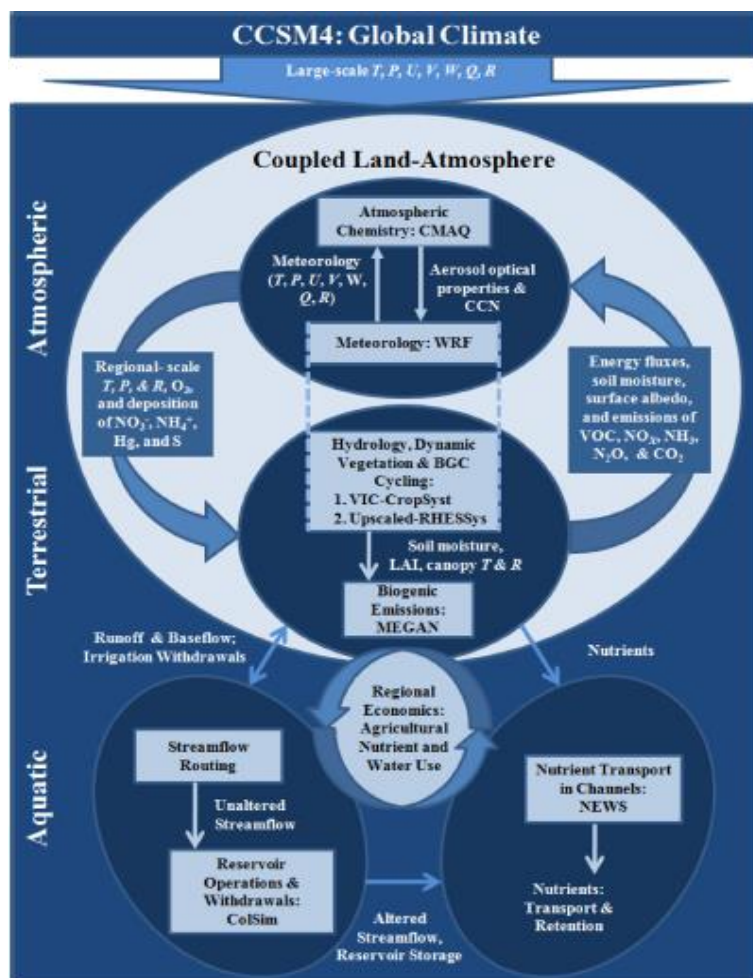 CCSM4: Global Climate
Large-scale T, P, U, V, W, Q, R
Atmospheric
Coupled Land-Atmosphere
Atmospheric
Chemistry: CMAQ
Meteorology
(T, P, U, V, W,
Q, R)
Aerosol optical
properties &
CCN
Meteorology: WRF
Regional- scale
T, P, & R, O₃,
and deposition
of NO₃⁻, NH₄⁺,
Hg, and S
Energy fluxes,
soil moisture,
surface albedo,
and emissions of
VOC, NOX, NH₃,
N₂O, & CO₂
Terrestrial
Hydrology, Dynamic
Vegetation & BGC
Cycling:
1. VIC-CropSyst
2. Upscaled-RHESSys
Soil moisture,
LAI, canopy T & R
Biogenic
Emissions:
MEGAN
Runoff & Baseflow;
Irrigation Withdrawals
Nutrients
Regional
Economics:
Agricultural
Nutrient and
Water Use
Aquatic
Streamflow
Routing
Unaltered
Streamflow
Reservoir
Operations &
Withdrawals:
ColSim
Altered
Streamflow,
Reservoir Storage
Nutrient Transport
in Channels:
NEWS
Nutrients:
Transport &
Retention